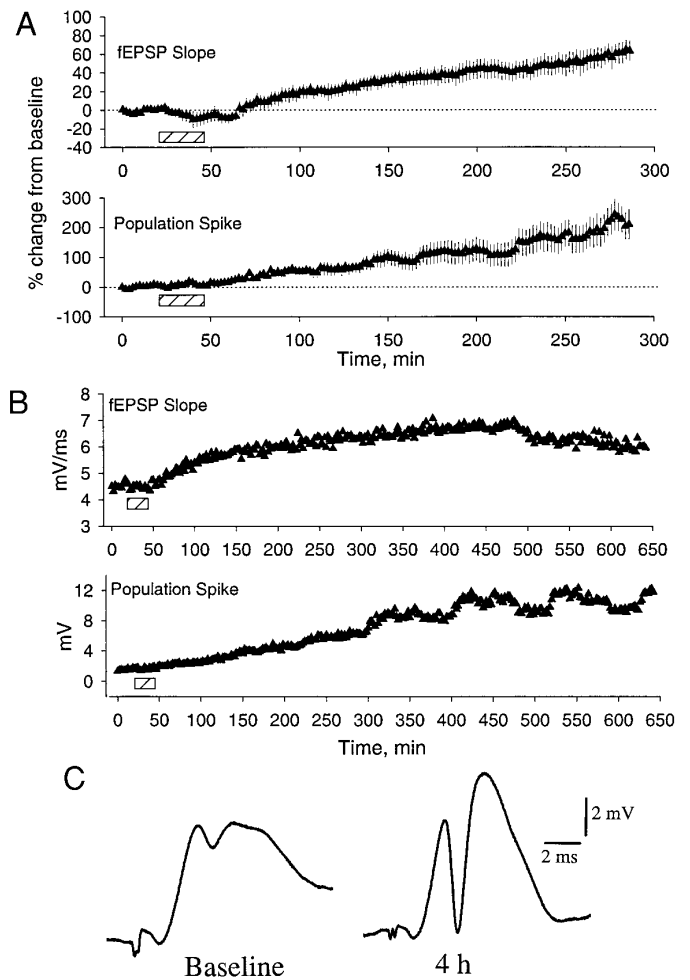 A
fEPSP Slope
100
80
60
40
20
0
-20
-40
0 50 100 150 200 250 300
% change from baseline
Population Spike
300
200
100
0
-100
0 50 100 150 200 250 300
Time, min
B
fEPSP Slope
8
7
6
5
4
3
mV/ms
0 50 100 150 200 250 300 350 400 450 500 550 600 650
Population Spike
12
8
4
0
mV
0 50 100 150 200 250 300 350 400 450 500 550 600 650
Time, min
C
2 mV
2 ms
Baseline
4 h